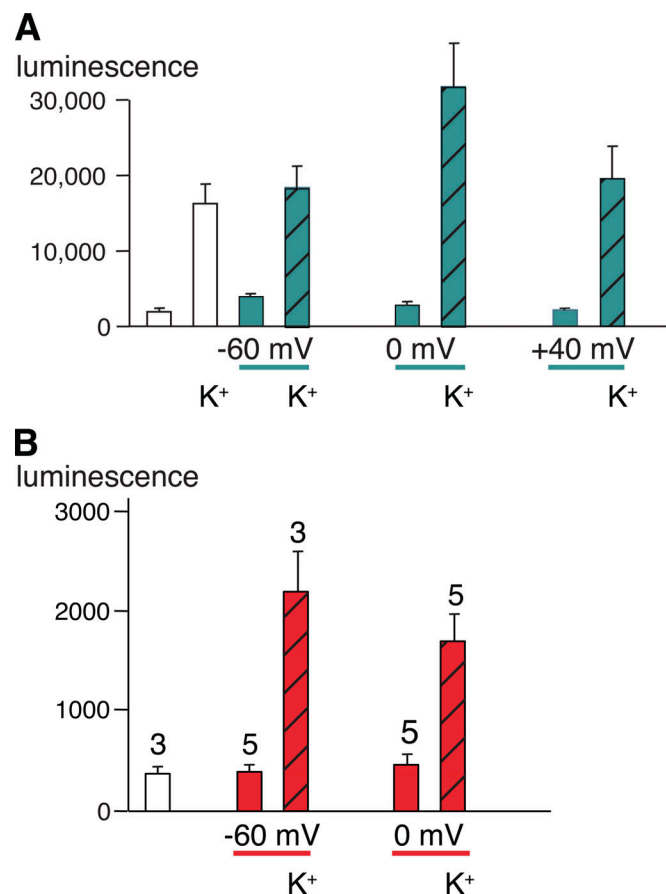 A
luminescence
30,000
20,000
10,000
0
-60 mV 0 mV +40 mV
K⁺ K⁺ K⁺ K⁺
B
luminescence
3000
3
2000
5
1000
3 5 5
0
-60 mV 0 mV
K⁺ K⁺